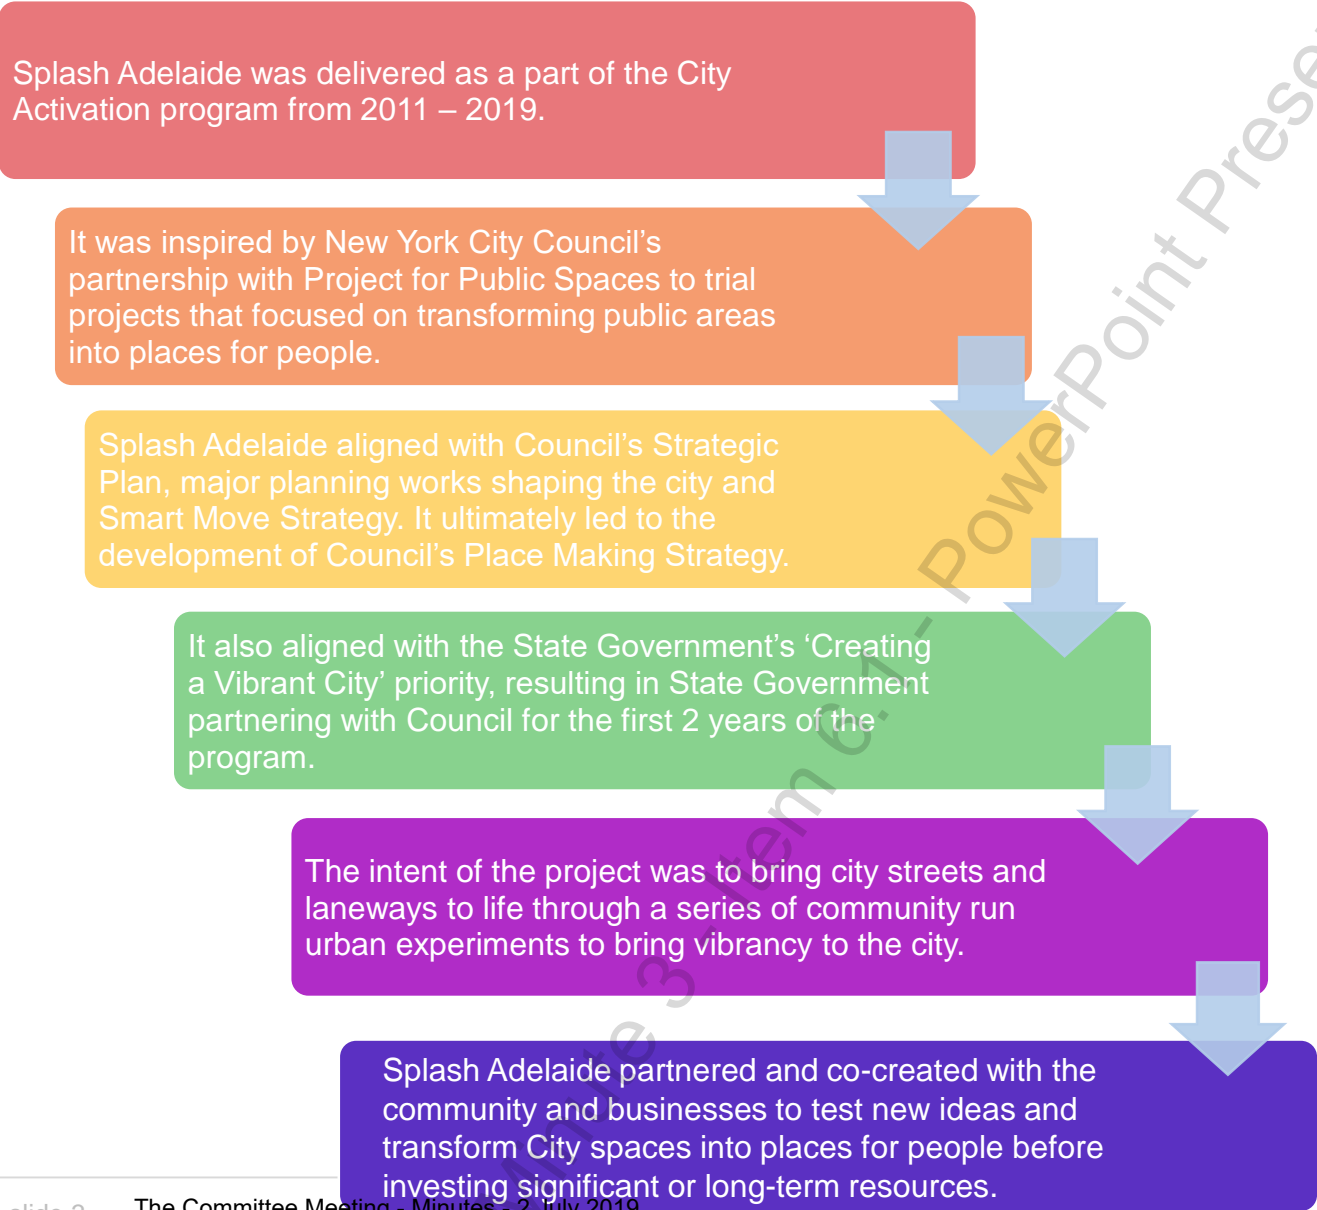 Splash Adelaide was delivered as a part of the City
Activation program from 2011 – 2019.
It was inspired by New York City Council’s
partnership with Project for Public Spaces to trial
projects that focused on transforming public areas
into places for people.
Splash Adelaide aligned with Council’s Strategic
Plan, major planning works shaping the city and
Smart Move Strategy. It ultimately led to the
development of Council’s Place Making Strategy.
It also aligned with the State Government’s ‘Creating
a Vibrant City’ priority, resulting in State Government
partnering with Council for the first 2 years of the
program.
The intent of the project was to bring city streets and
laneways to life through a series of community run
urban experiments to bring vibrancy to the city.
Splash Adelaide partnered and co-created with the
community and businesses to test new ideas and
transform City spaces into places for people before
investing significant or long-term resources.
The Committee Meeting - Minutes - 2 July 2019
Minute 3 - Item 6.1 - PowerPoint